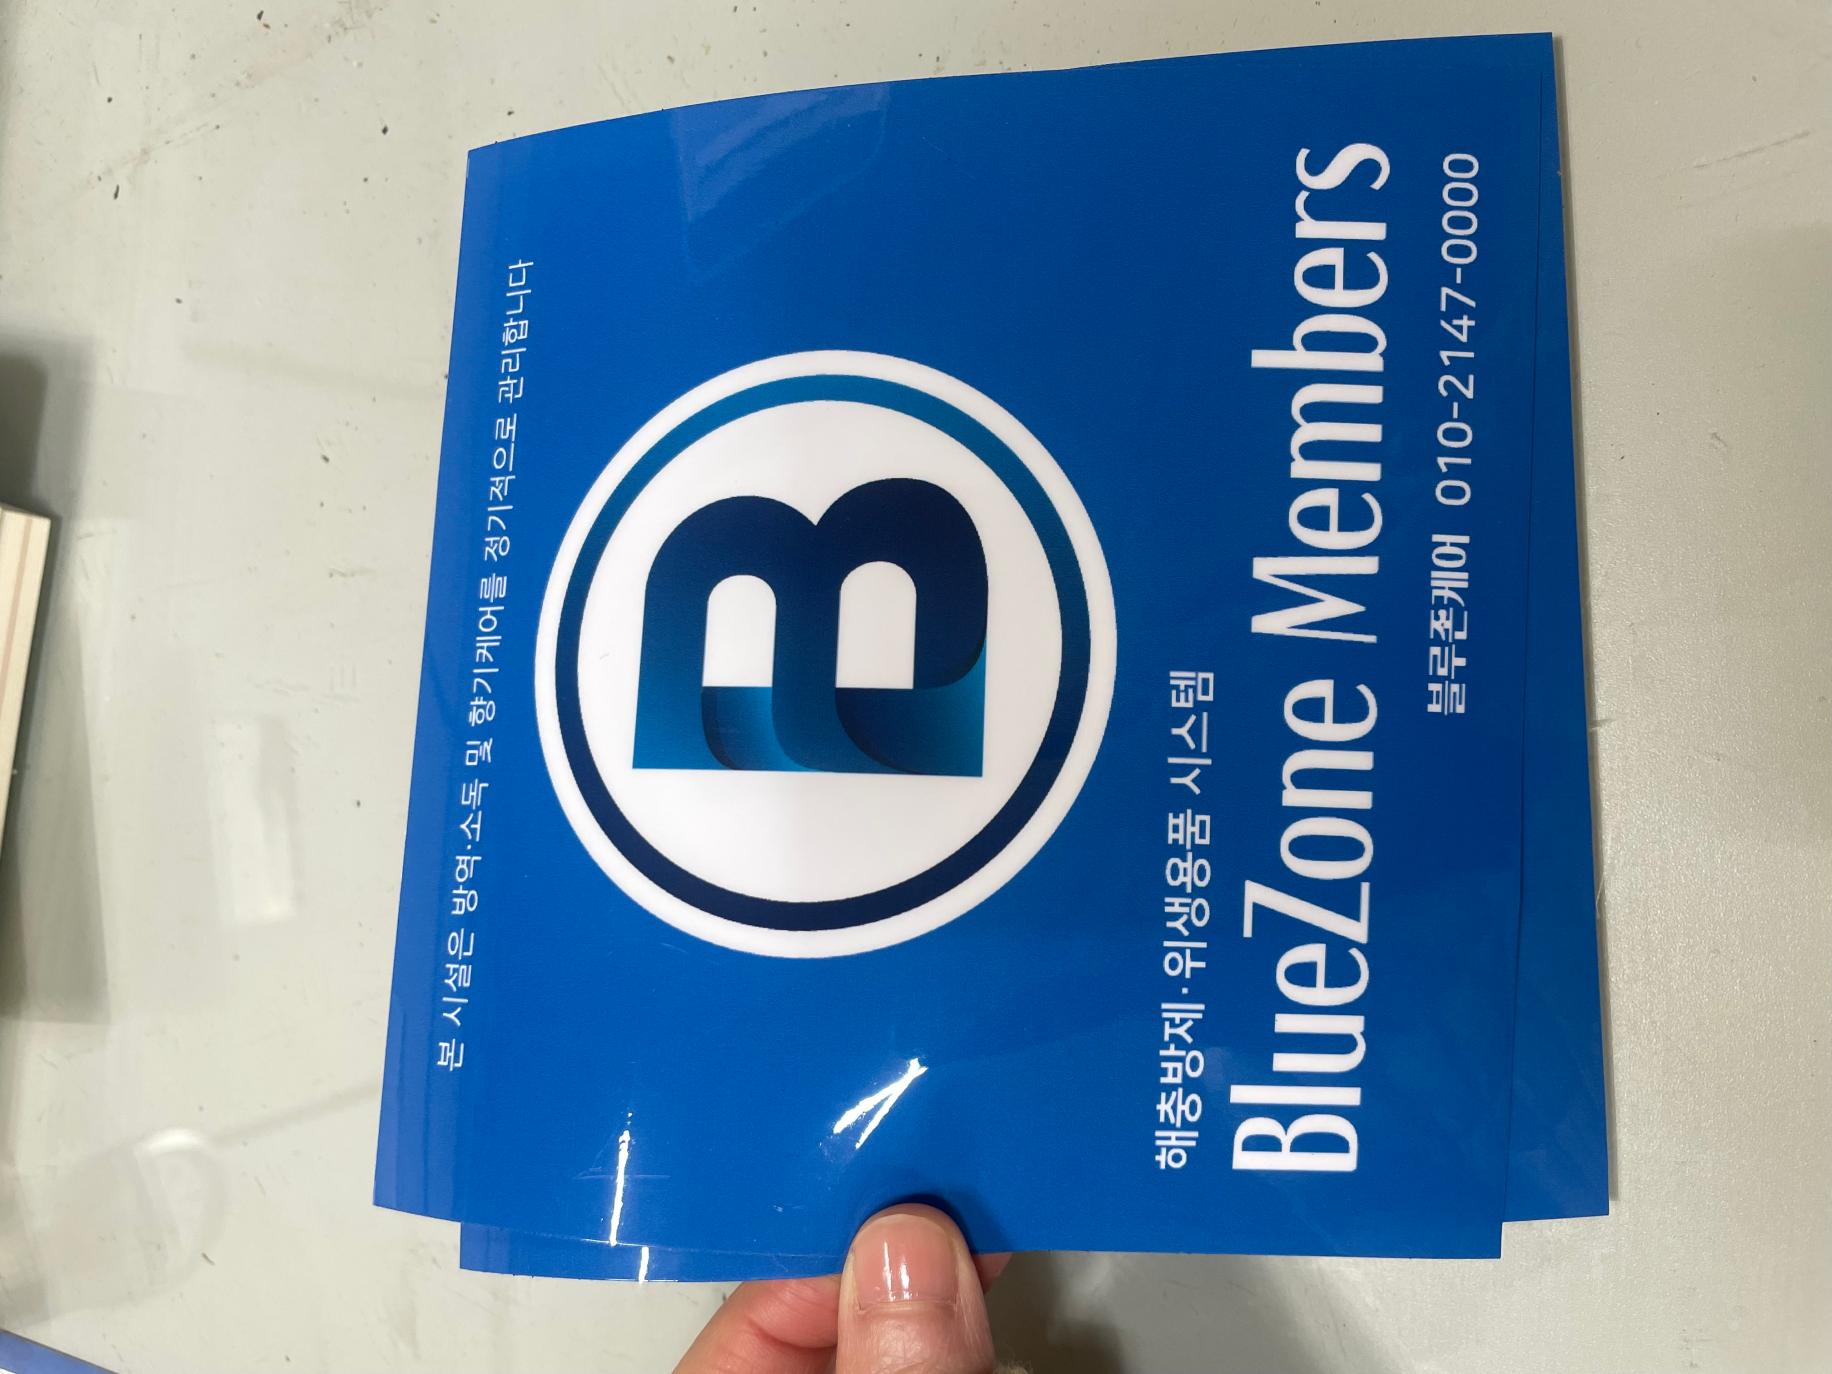 본 시설은 방역·소독 및 향기케어를 정기적으로 관리합니다
B
해충방제·위생용품 시스템
BlueZone Members
블루존케어 010-2147-0000